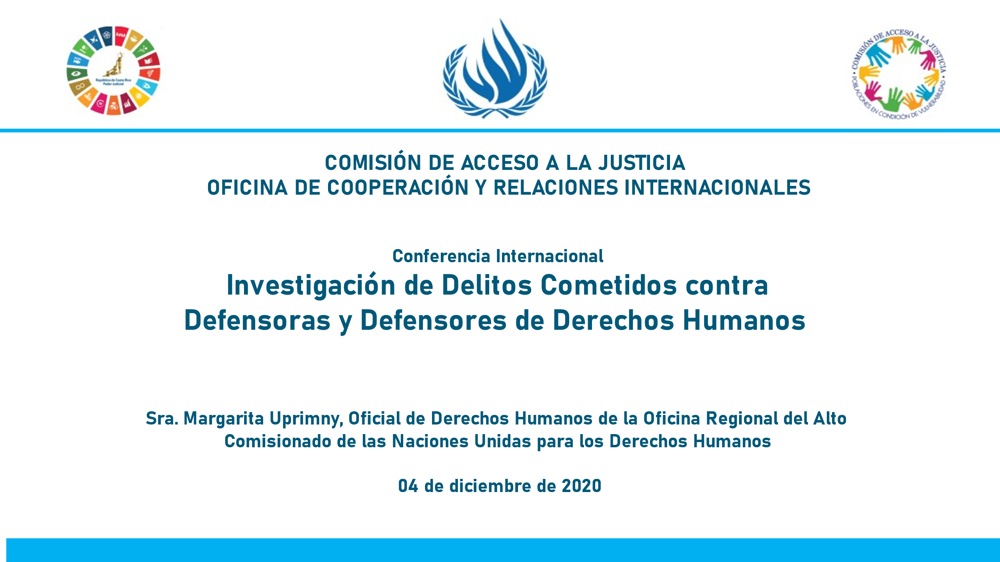 República de Costa Rica
Poder Judicial
COMISIÓN DE ACCESO A LA JUSTICIA
POBLACIONES EN CONDICIÓN DE VULNERABILIDAD
COMISIÓN DE ACCESO A LA JUSTICIA
OFICINA DE COOPERACIÓN Y RELACIONES INTERNACIONALES
Conferencia Internacional
Investigación de Delitos Cometidos contra
Defensoras y Defensores de Derechos Humanos
Sra. Margarita Uprimny, Oficial de Derechos Humanos de la Oficina Regional del Alto
Comisionado de las Naciones Unidas para los Derechos Humanos
04 de diciembre de 2020